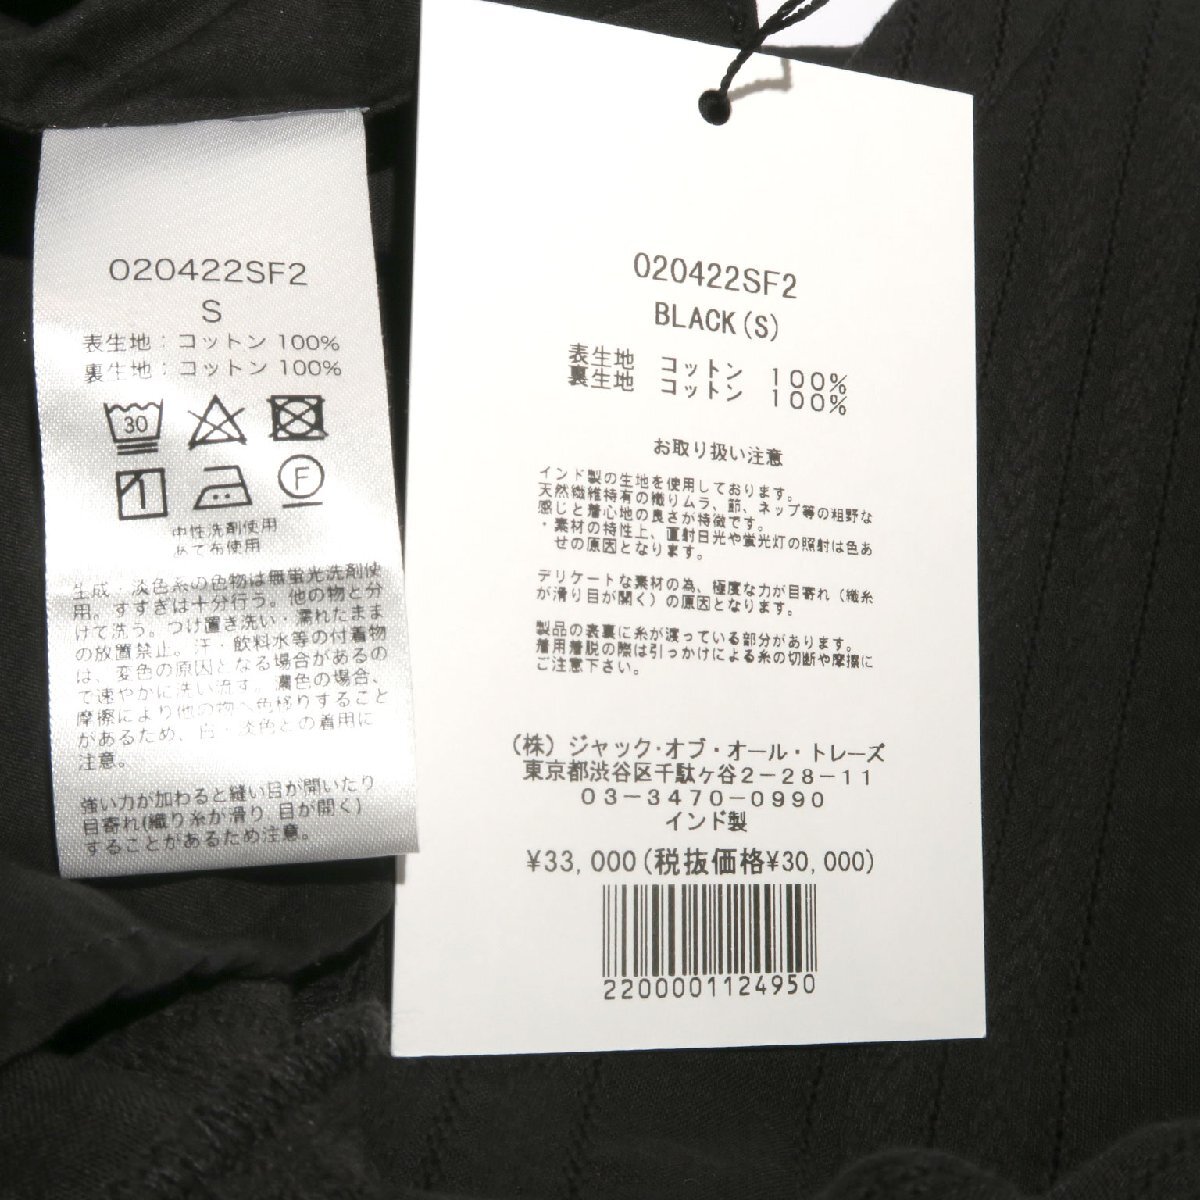 020422SF2
S
表生地：コットン 100%
裏生地：コットン 100%
30
1
F
中性洗剤使用
あて布使用
生成・淡色系の色物は無蛍光洗剤使
用。すすぎは十分行う。他の物と分
けて洗う。つけ置き洗い・濡れたまま
の放置禁止。汗・飲料水等の付着物
は、変色の原因となる場合があるの
で速やかに洗い流す。濃色の場合、
摩擦により他の物へ色移りすること
があるため、白・淡色との着用に
注意。
強い力が加わると縫い目が開いたり
目寄れ(織り糸が滑り、目が開く)
することがあるため注意。
020422SF2
BLACK(S)
表生地 コットン 100%
裏生地 コットン 100%
お取り扱い注意
インド製の生地を使用しております。
天然繊維特有の織りムラ、節、ネップ等の粗野な
感じと着心地の良さが特徴です。
・素材の特性上、直射日光や蛍光灯の照射は色あ
せの原因となります。
デリケートな素材の為、極度な力が目寄れ（織糸
が滑り目が開く）の原因となります。
製品の表裏に糸が渡っている部分があります。
着用着脱の際は引っかけによる糸の切断や摩擦に
ご注意下さい。
（株）ジャック・オブ・オール・トレーズ
東京都渋谷区千駄ヶ谷2-28-11
03-3470-0990
インド製
¥33,000(税抜価格¥30,000)
2200001124950